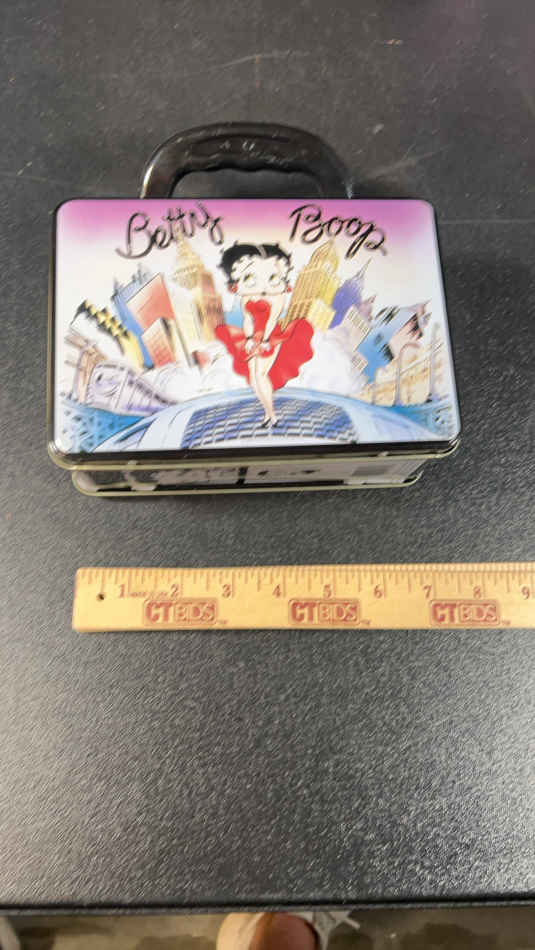 Betty Boop
1 2 3 4 5 6 7 8 9
CTBIDS CTBIDS CTBIDS